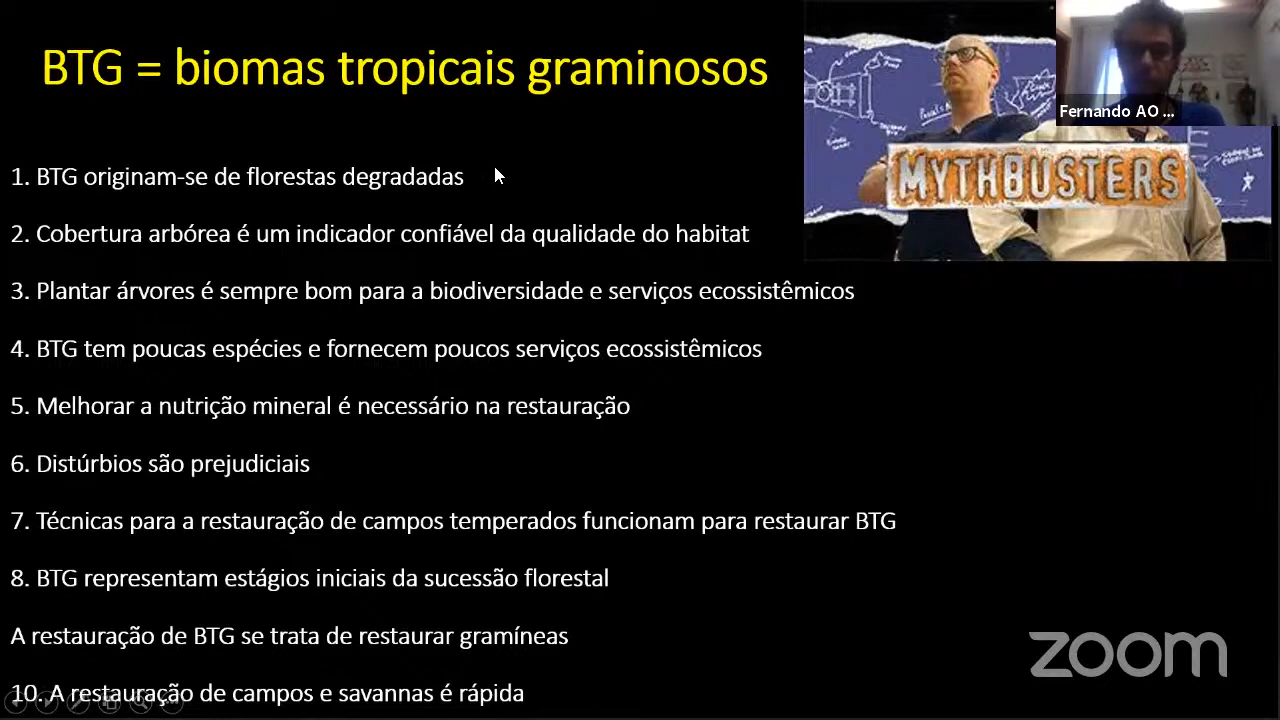 BTG = biomas tropicais graminosos
MYTHBUSTERS
Fernando AO ...
1. BTG originam-se de florestas degradadas
2. Cobertura arbórea é um indicador confiável da qualidade do habitat
3. Plantar árvores é sempre bom para a biodiversidade e serviços ecossistêmicos
4. BTG tem poucas espécies e fornecem poucos serviços ecossistêmicos
5. Melhorar a nutrição mineral é necessário na restauração
6. Distúrbios são prejudiciais
7. Técnicas para a restauração de campos temperados funcionam para restaurar BTG
8. BTG representam estágios iniciais da sucessão florestal
A restauração de BTG se trata de restaurar gramíneas
zoom
10. A restauração de campos e savannas é rápida